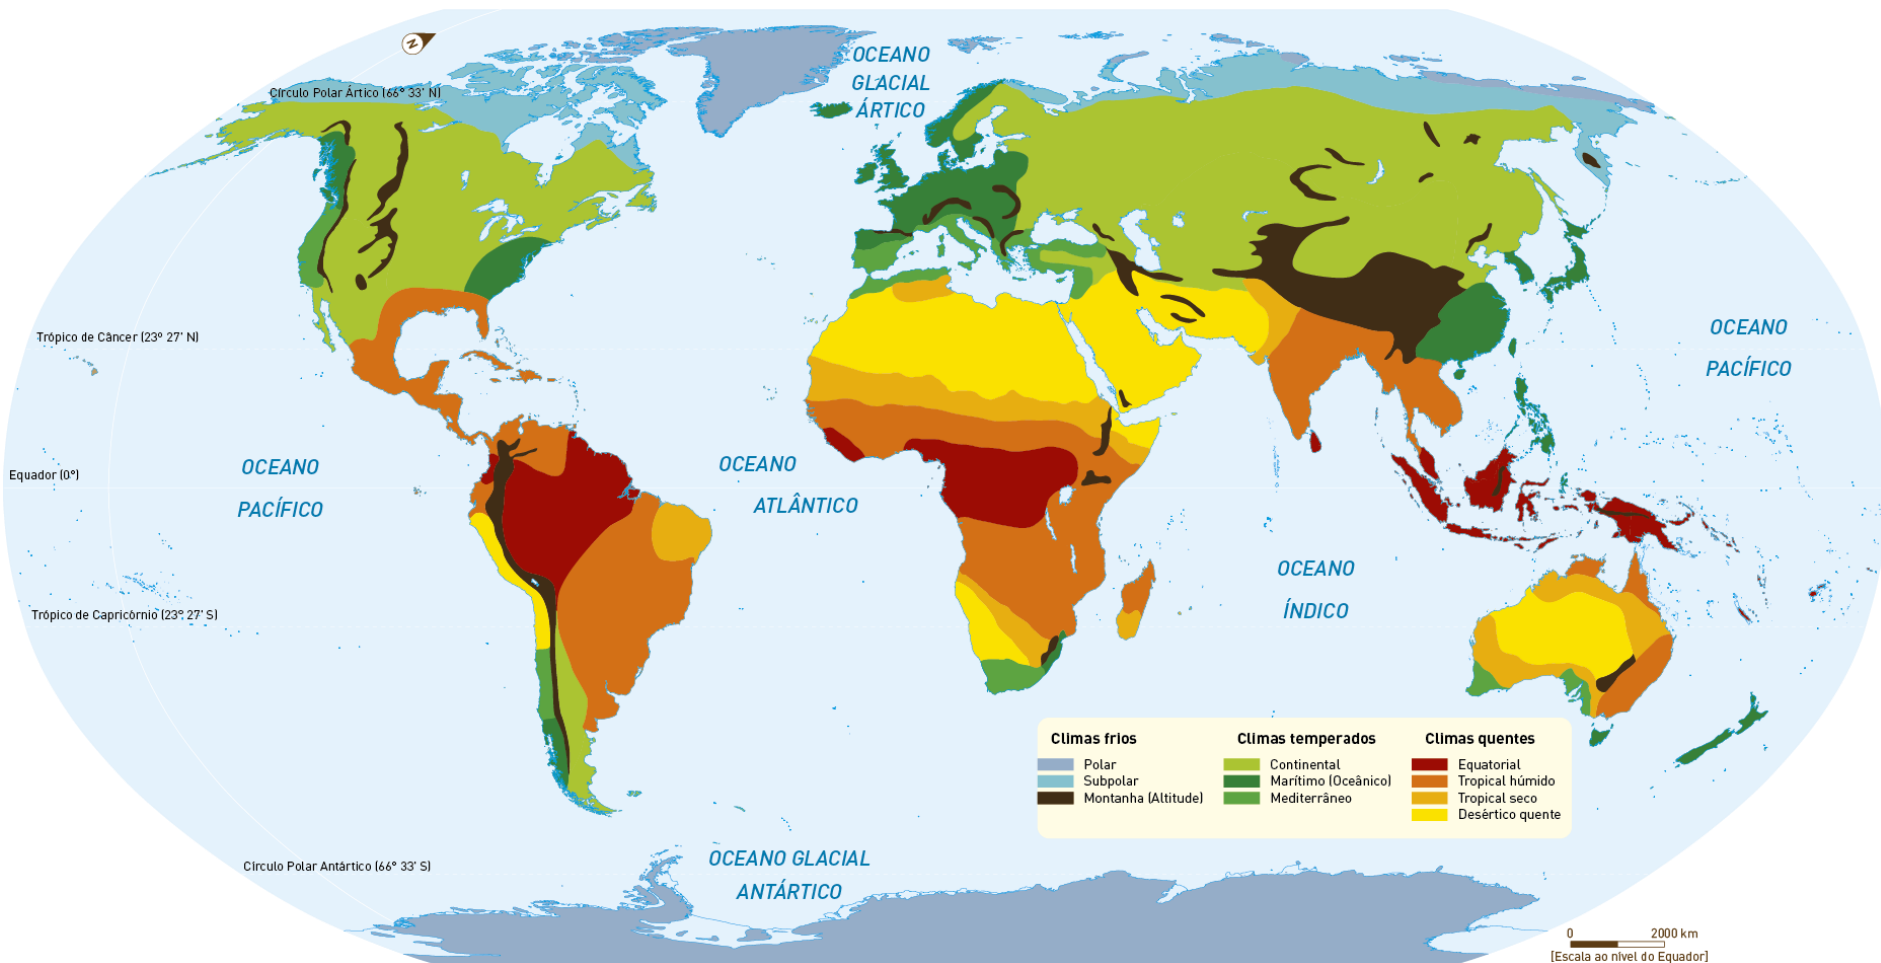 N
OCEANO
GLACIAL
ÁRTICO
Círculo Polar Ártico (66° 33' N)
Trópico de Câncer (23º 27' N)
OCEANO
PACÍFICO
Equador (0°)
OCEANO
PACÍFICO
OCEANO
ATLÂNTICO
OCEANO
ÍNDICO
Trópico de Capricórnio (23º 27' S)
Climas frios
Polar
Subpolar
Montanha (Altitude)
Climas temperados
Continental
Marítimo (Oceânico)
Mediterrâneo
Climas quentes
Equatorial
Tropical húmido
Tropical seco
Desértico quente
Círculo Polar Antártico (66° 33' S)
OCEANO GLACIAL
ANTÁRTICO
0 2000 km
[Escala ao nível do Equador]